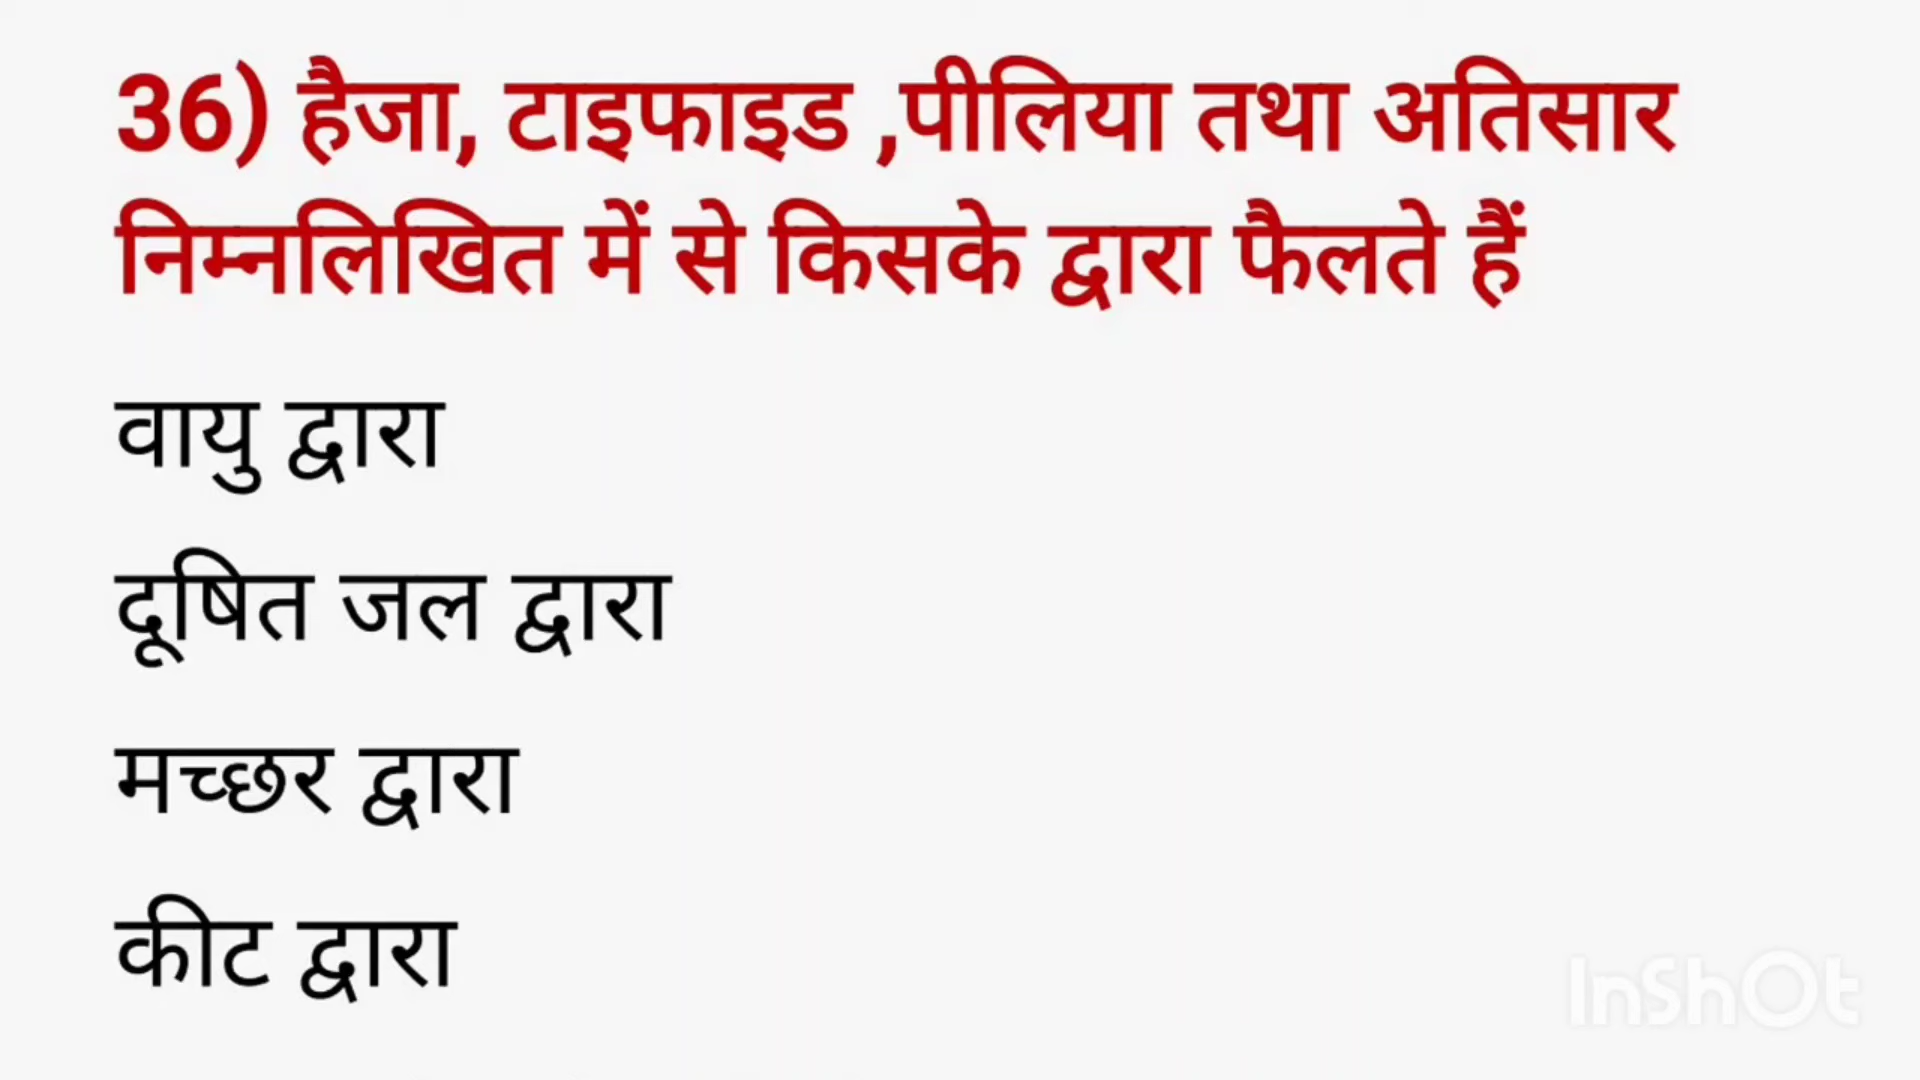 36) हैजा, टाइफाइड ,पीलिया तथा अतिसार
निम्नलिखित में से किसके द्वारा फैलते हैं
वायु द्वारा
दूषित जल द्वारा
मच्छर द्वारा
कीट द्वारा
InShOt